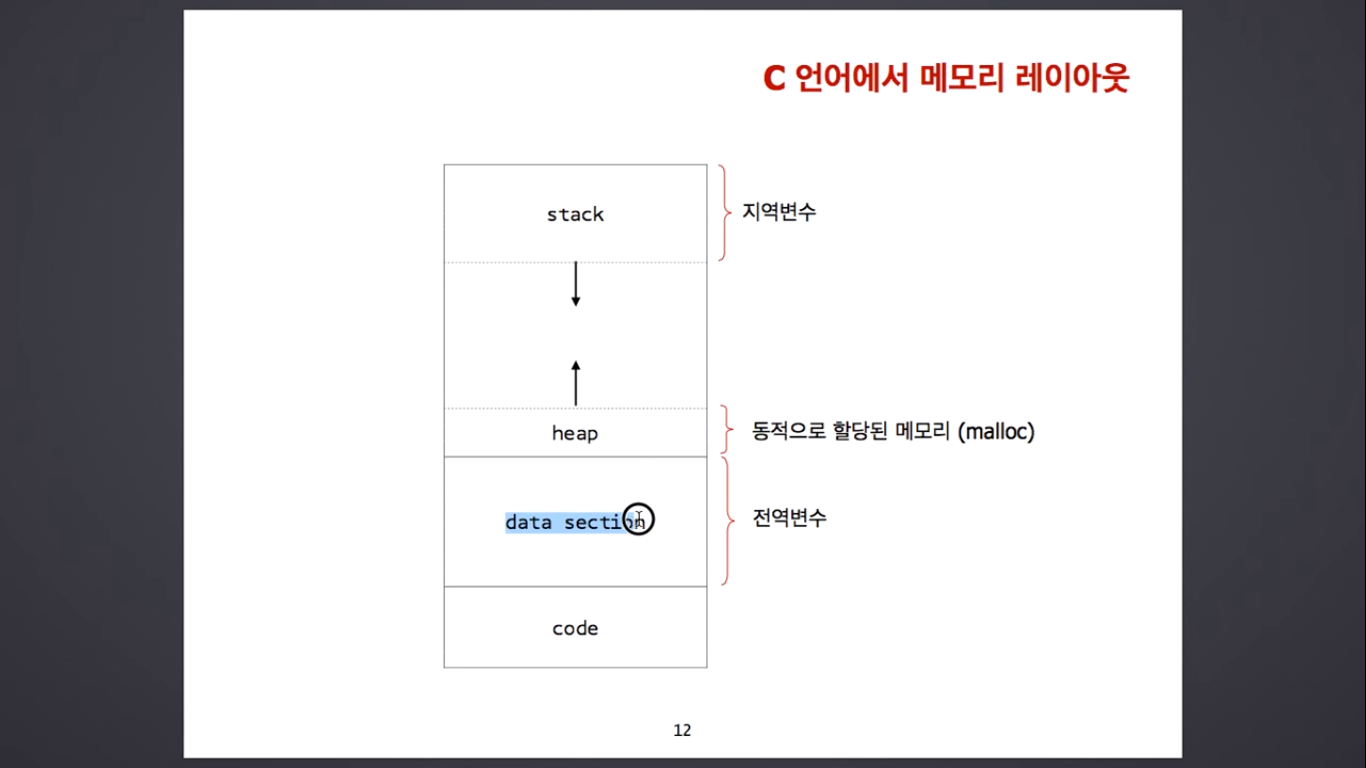 C 언어에서 메모리 레이아웃
stack
지역변수
heap
동적으로 할당된 메모리 (malloc)
data section
전역변수
code
12